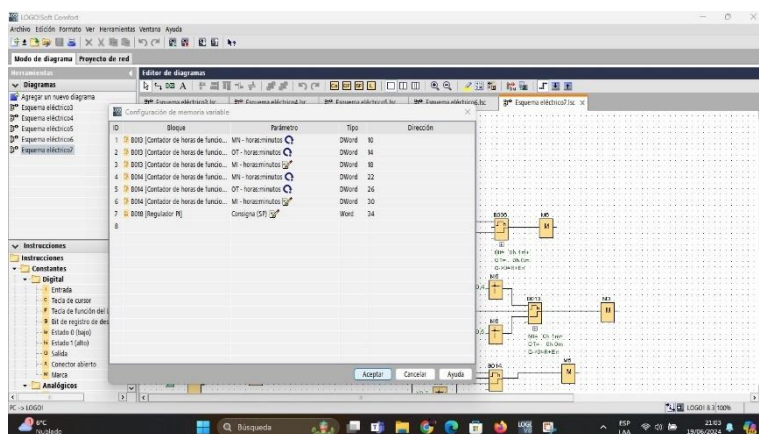 LOGO!Soft Comfort
Archivo Edición Formato Ver Herramientas Ventana Ayuda
Modo de diagrama Proyecto de red
Herramientas
Editor de diagramas
Diagramas
Agregar un nuevo diagrama
Esquema eléctrico3
Esquema eléctrico4
Esquema eléctrico5
Esquema eléctrico6
Esquema eléctrico7
Esquema eléctrico7.lsc
Configuración de memoria variable
ID Bloque Parámetro Tipo Dirección
1 B013 [Contador de horas de funcio... MN - horas:minutos DWord 10
2 B013 [Contador de horas de funcio... OT - horas:minutos DWord 14
3 B013 [Contador de horas de funcio... MI - horas:minutos DWord 18
4 B014 [Contador de horas de funcio... MN - horas:minutos DWord 22
5 B014 [Contador de horas de funcio... OT - horas:minutos DWord 26
6 B014 [Contador de horas de funcio... MI - horas:minutos DWord 30
7 B018 [Regulador PI] Consigna (SP) Word 34
8
Aceptar Cancelar Ayuda
Instrucciones
Instrucciones
Constantes
Digital
Entrada
Tecla de cursor
Tecla de función del
Bit de registro de des
Estado 0 (bajo)
Estado 1 (alto)
Salida
Conector abierto
Marca
Analógicos
B013
B014
M
PC -> LOGO!
LOGO! 8.3 100%
6°C
Nublado
Búsqueda
ESP
LAA
21:03
19/06/2024